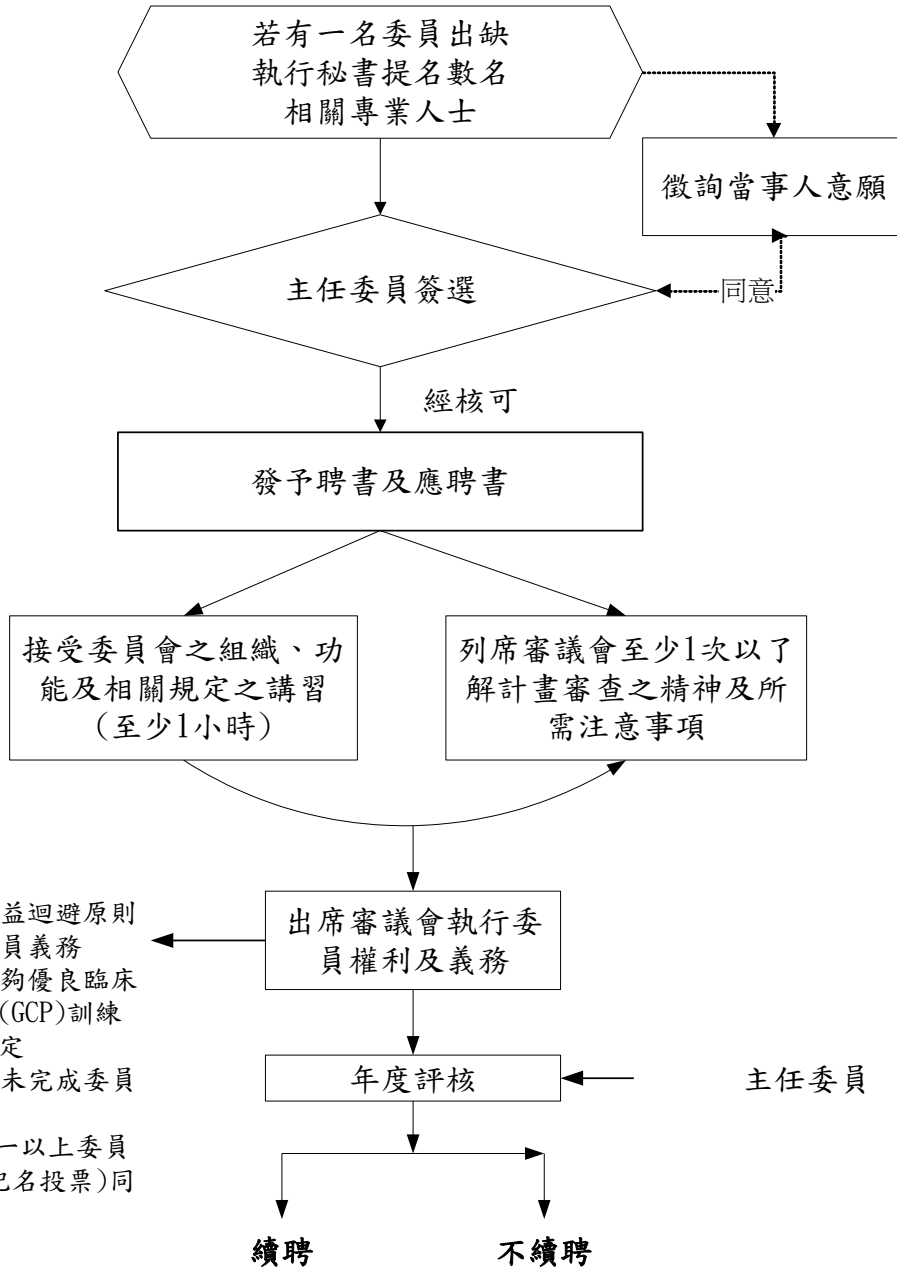 若有一名委員出缺
執行秘書提名數名
相關專業人士
徵詢當事人意願
主任委員簽選
同意
經核可
發予聘書及應聘書
接受委員會之組織、功
能及相關規定之講習
(至少1小時)
列席審議會至少1次以了
解計畫審查之精神及所
需注意事項
益迴避原則
員義務
夠優良臨床
(GCP)訓練
定
未完成委員
一以上委員
記名投票)同
出席審議會執行委
員權利及義務
年度評核
主任委員
續聘
不續聘